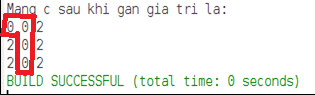 Mang c sau khi gan gia tri la:
0 0 2
2 0 2
2 0 2
BUILD SUCCESSFUL (total time: 0 seconds)